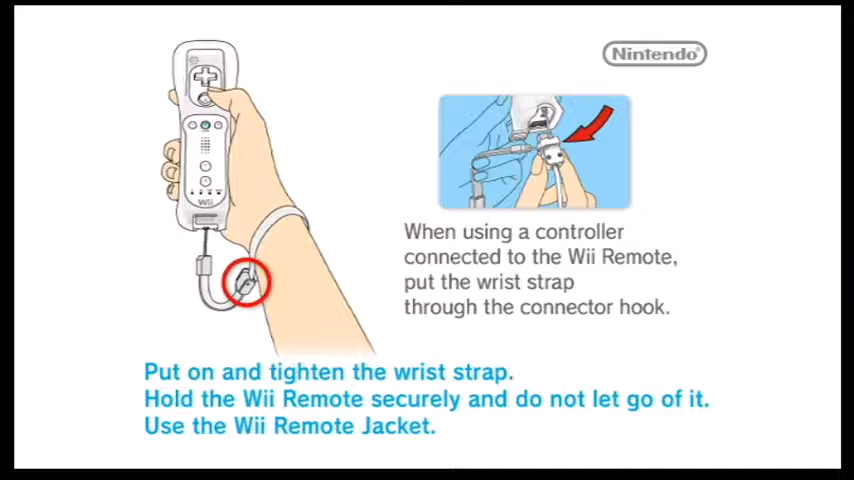 Nintendo®
Wii
When using a controller
connected to the Wii Remote,
put the wrist strap
through the connector hook.
Put on and tighten the wrist strap.
Hold the Wii Remote securely and do not let go of it.
Use the Wii Remote Jacket.